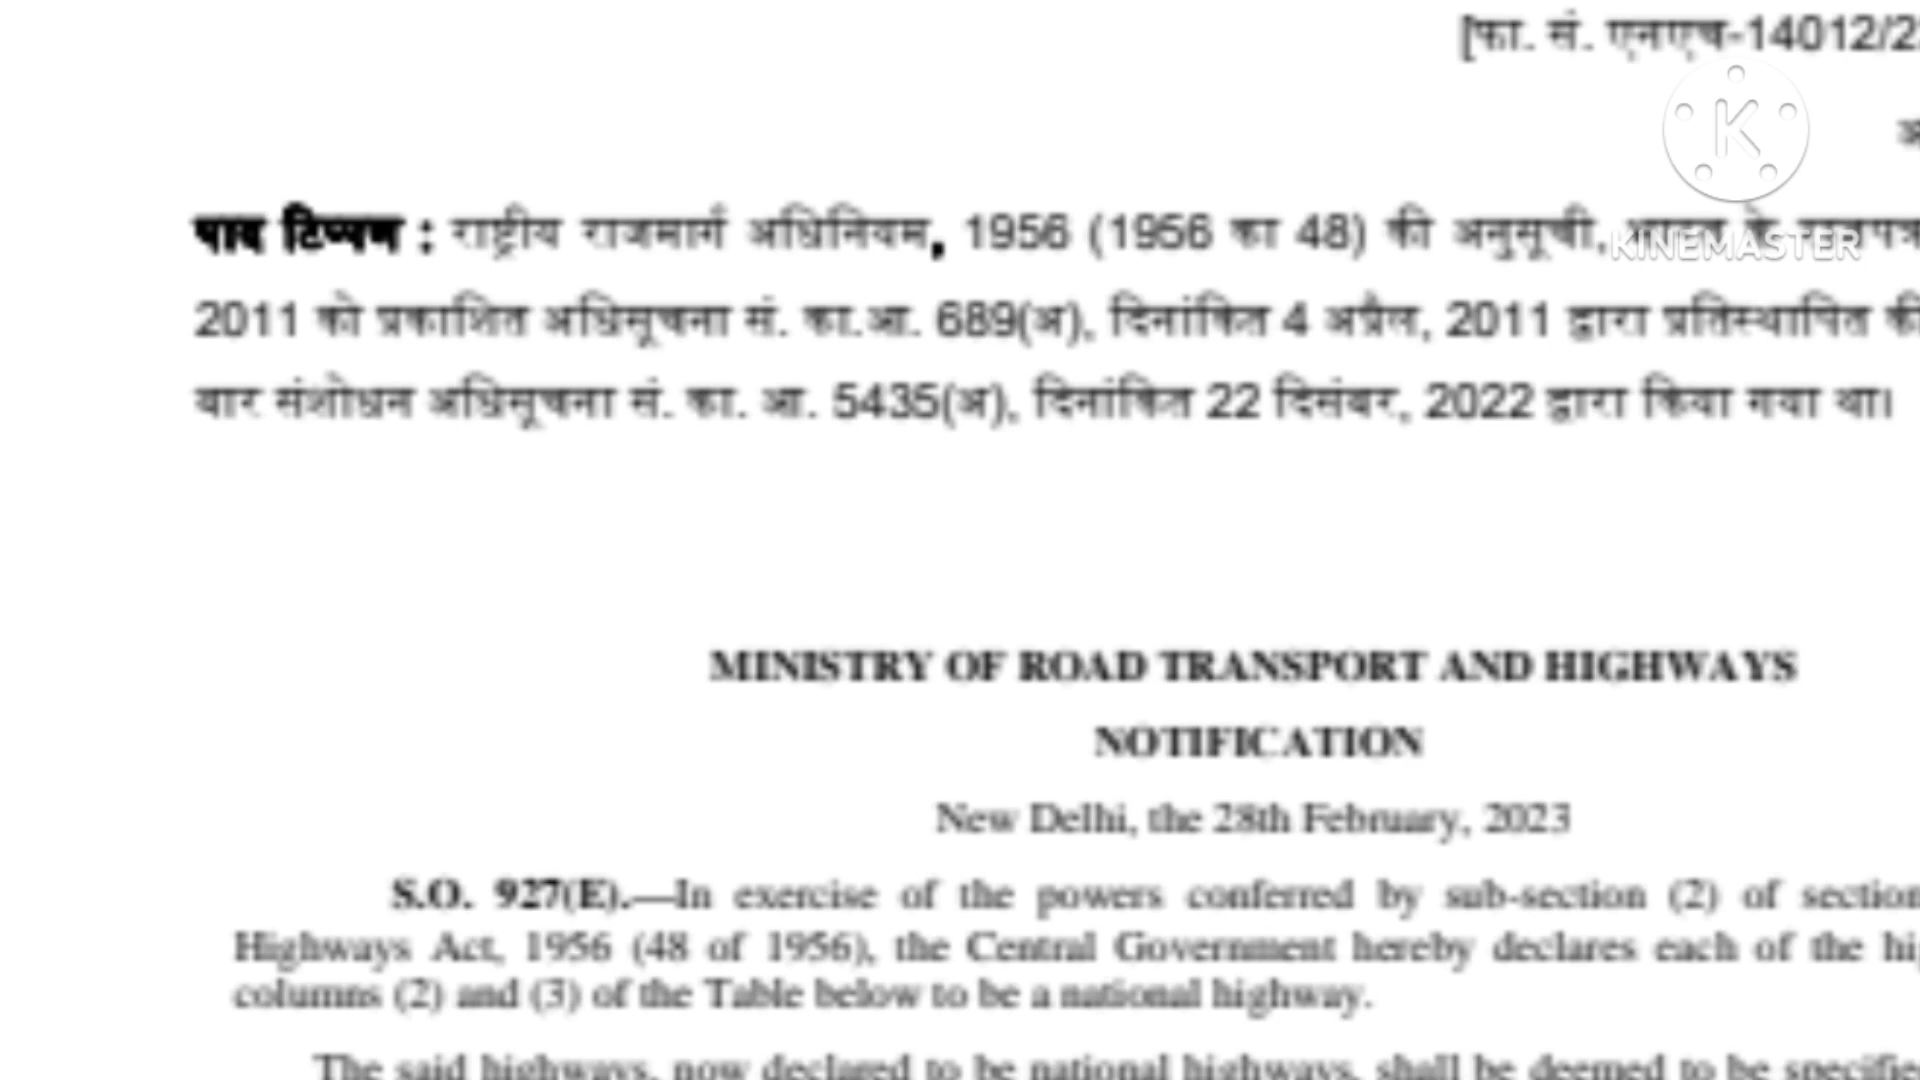 [फा. सं. एनएच-14012/2
K
पाद टिप्पण : राष्ट्रीय राजमार्ग अधिनियम, 1956 (1956 का 48) की अनुसूची, भारत के
KINEMASTER
2011 को प्रकाशित अधिसूचना सं. का.आ. 689(अ), दिनांकित 4 अप्रैल, 2011 द्वारा प्रतिस्थापित की
बार संशोधन अधिसूचना सं. का. आ. 5435(अ), दिनांकित 22 दिसंबर, 2022 द्वारा किया गया था।
MINISTRY OF ROAD TRANSPORT AND HIGHWAYS
NOTIFICATION
New Delhi, the 28th February, 2023
S.O. 927(E).—In exercise of the powers conferred by sub-section (2) of section
Highways Act, 1956 (48 of 1956), the Central Government hereby declares each of the
columns (2) and (3) of the Table below to be a national highway.
The said highways, now declared to be national highways, shall be deemed to be